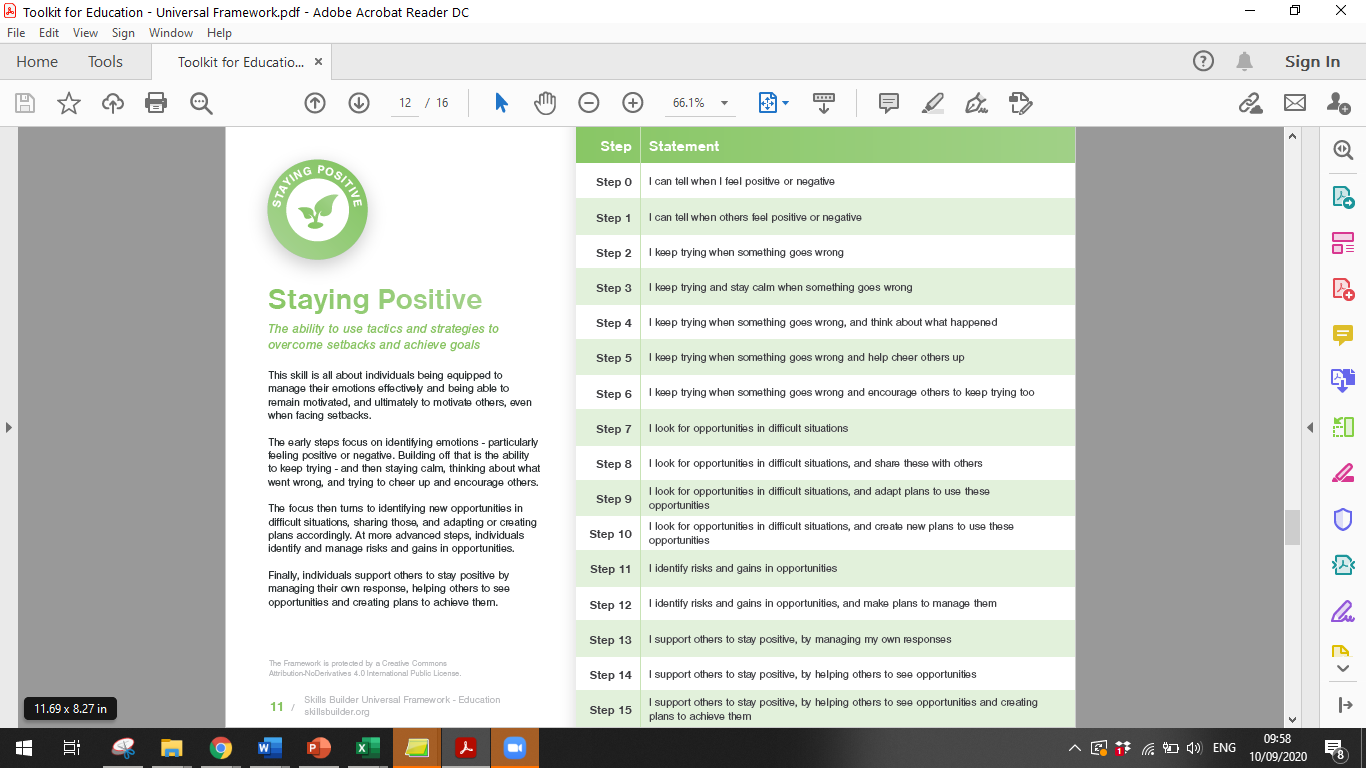 Toolkit for Education - Universal Framework.pdf - Adobe Acrobat Reader DC
File Edit View Sign Window Help
Home Tools Toolkit for Educatio... × Sign In
12 / 16 66.1%
STAYING POSITIVE
Staying Positive
The ability to use tactics and strategies to
overcome setbacks and achieve goals
This skill is all about individuals being equipped to
manage their emotions effectively and being able to
remain motivated, and ultimately to motivate others, even
when facing setbacks.
The early steps focus on identifying emotions - particularly
feeling positive or negative. Building off that is the ability
to keep trying - and then staying calm, thinking about what
went wrong, and trying to cheer up and encourage others.
The focus then turns to identifying new opportunities in
difficult situations, sharing those, and adapting or creating
plans accordingly. At more advanced steps, individuals
identify and manage risks and gains in opportunities.
Finally, individuals support others to stay positive by
managing their own response, helping others to see
opportunities and creating plans to achieve them.
The Framework is protected by a Creative Commons
Attribution-NoDerivatives 4.0 International Public License.
11 / Skills Builder Universal Framework - Education
skillsbuilder.org
Step Statement
Step 0 I can tell when I feel positive or negative
Step 1 I can tell when others feel positive or negative
Step 2 I keep trying when something goes wrong
Step 3 I keep trying and stay calm when something goes wrong
Step 4 I keep trying when something goes wrong, and think about what happened
Step 5 I keep trying when something goes wrong and help cheer others up
Step 6 I keep trying when something goes wrong and encourage others to keep trying too
Step 7 I look for opportunities in difficult situations
Step 8 I look for opportunities in difficult situations, and share these with others
Step 9 I look for opportunities in difficult situations, and adapt plans to use these
opportunities
Step 10 I look for opportunities in difficult situations, and create new plans to use these
opportunities
Step 11 I identify risks and gains in opportunities
Step 12 I identify risks and gains in opportunities, and make plans to manage them
Step 13 I support others to stay positive, by managing my own responses
Step 14 I support others to stay positive, by helping others to see opportunities
Step 15 I support others to stay positive, by helping others to see opportunities and creating
plans to achieve them
11.69 x 8.27 in
ENG
09:58
10/09/2020
8